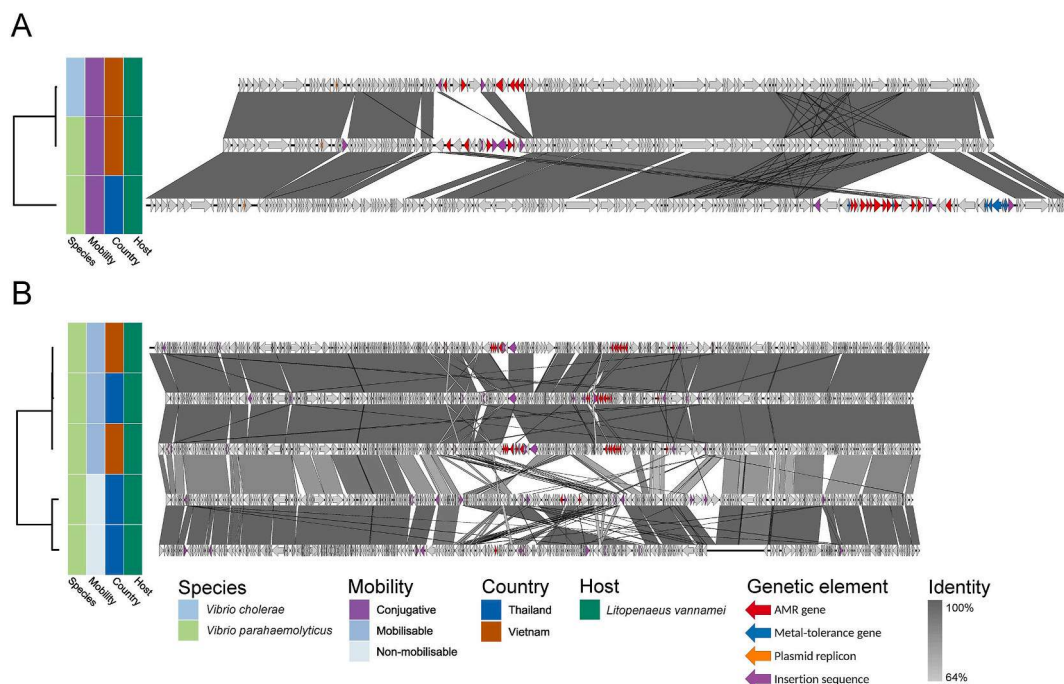 A
Species
Mobility
Country
Host
B
Species
Mobility
Country
Host
Species
Vibrio cholerae
Vibrio parahaemolyticus
Mobility
Conjugative
Mobilisable
Non-mobilisable
Country
Thailand
Vietnam
Host
Litopenaeus vannamei
Genetic element
AMR gene
Metal-tolerance gene
Plasmid replicon
Insertion sequence
Identity
100%
64%